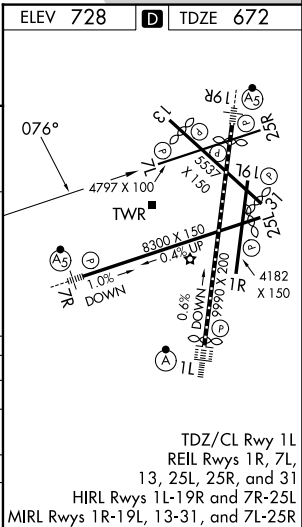 ELEV 728
D
TDZE 672
076°
19R
A5
13
P
P
P
25R
7L
5537 X 150
19L
4797 X 100
TWR
P
31
25L
P
8300 X 150
0.4% UP
1.0% DOWN
A5
P
7R
4182 X 150
1R
0.6% DOWN
9990 X 200
P
A
1L
TDZ/CL Rwy 1L
REIL Rwys 1R, 7L,
13, 25L, 25R, and 31
HIRL Rwys 1L-19R and 7R-25L
MIRL Rwys 1R-19L, 13-31, and 7L-25R